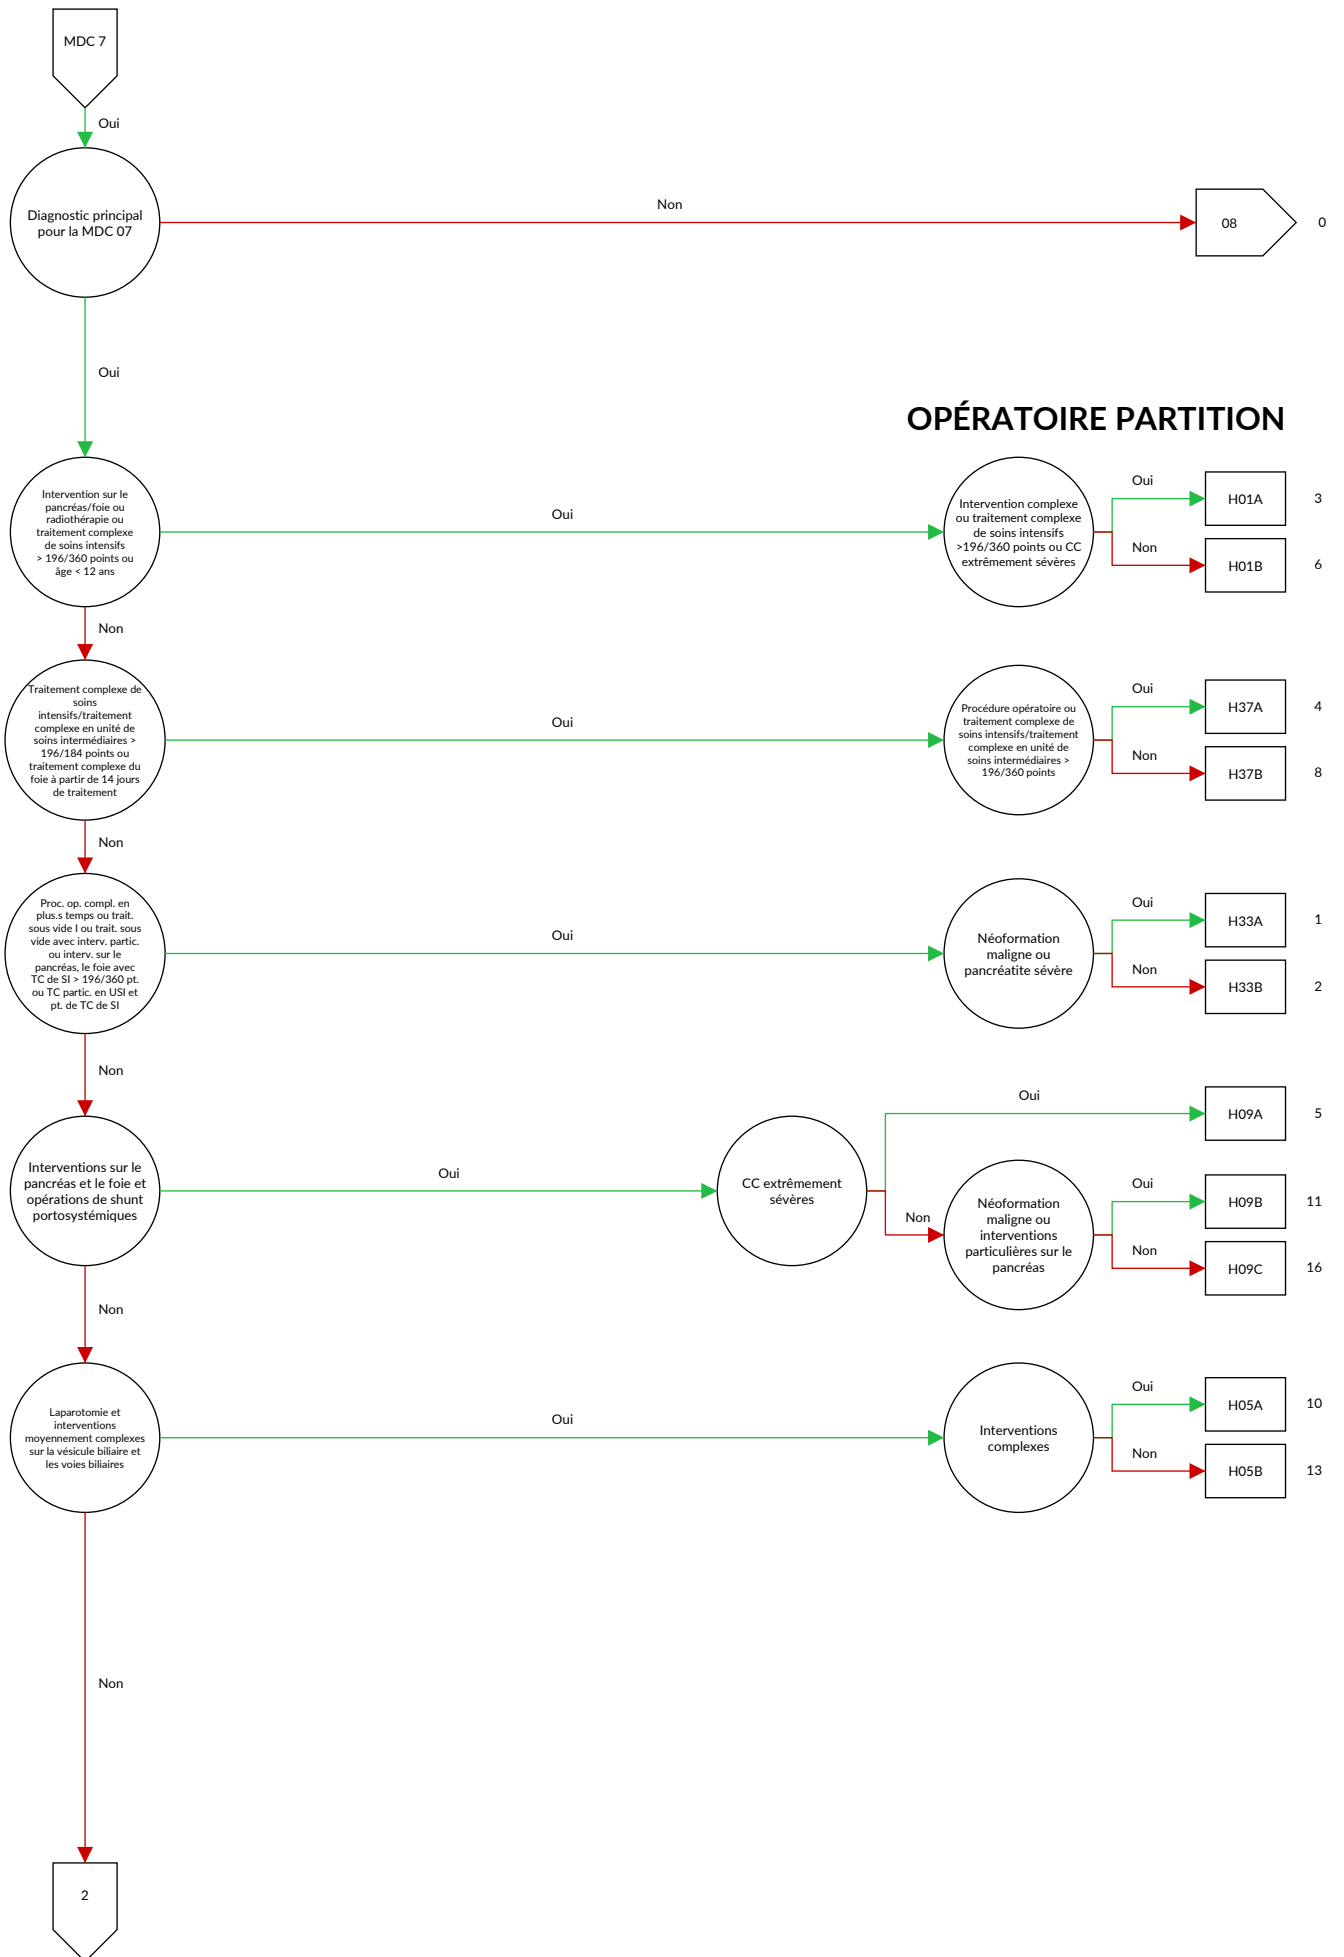 MDC 7
Oui
Diagnostic principal
pour la MDC 07
Non
08
0
Oui
OPÉRATOIRE PARTITION
Intervention sur le
pancréas/foie ou
radiothérapie ou
traitement complexe
de soins intensifs
> 196/360 points ou
âge < 12 ans
Oui
Intervention complexe
ou traitement complexe
de soins intensifs
>196/360 points ou CC
extrêmement sévères
Oui
H01A
3
Non
H01B
6
Non
Traitement complexe de
soins
intensifs/traitement
complexe en unité de
soins intermédiaires >
196/184 points ou
traitement complexe du
foie à partir de 14 jours
de traitement
Oui
Procédure opératoire ou
traitement complexe de
soins intensifs/traitement
complexe en unité de
soins intermédiaires >
196/360 points
Oui
H37A
4
Non
H37B
8
Non
Proc. op. compl. en
plus.s temps ou trait.
sous vide I ou trait. sous
vide avec interv. partic.
ou interv. sur le
pancréas, le foie avec
TC de SI > 196/360 pt.
ou TC partic. en USI et
pt. de TC de SI
Oui
Néoformation
maligne ou
pancréatite sévère
Oui
H33A
1
Non
H33B
2
Non
Interventions sur le
pancréas et le foie et
opérations de shunt
portosystémiques
Oui
CC extrêmement
sévères
Oui
H09A
5
Non
Néoformation
maligne ou
interventions
particulières sur le
pancréas
Oui
H09B
11
Non
H09C
16
Non
Laparotomie et
interventions
moyennement complexes
sur la vésicule biliaire et
les voies biliaires
Oui
Interventions
complexes
Oui
H05A
10
Non
H05B
13
Non
2